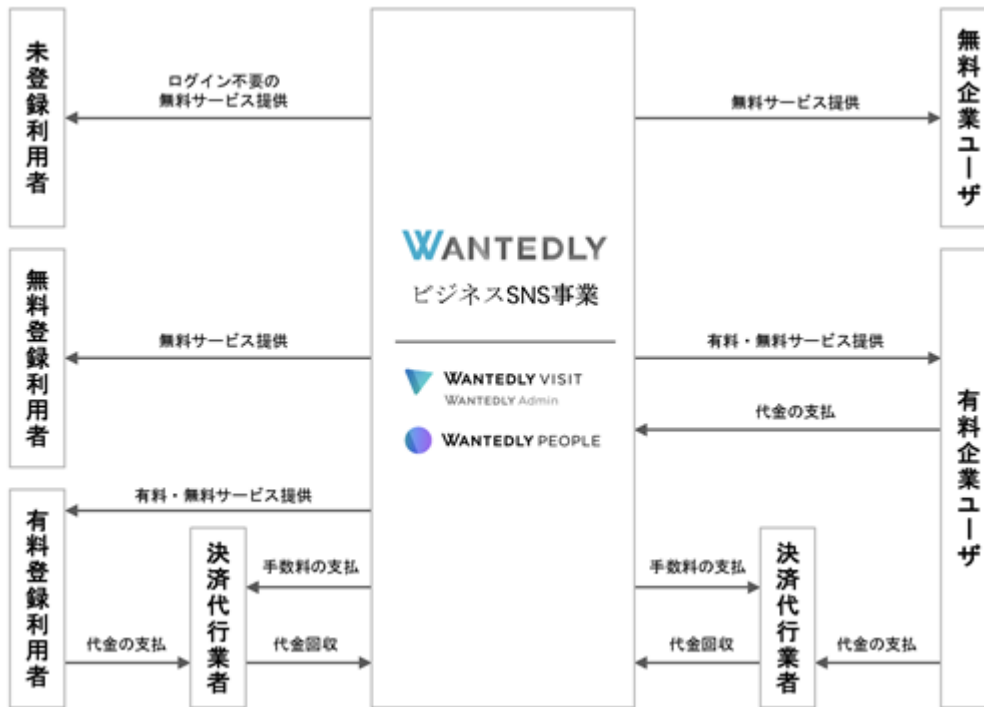 未登録利用者
ログイン不要の
無料サービス提供
無料サービス提供
無料企業ユーザ
WANTEDLY
ビジネスSNS事業
無料登録利用者
無料サービス提供
WANTEDLY VISIT
WANTEDLY Admin
WANTEDLY PEOPLE
有料・無料サービス提供
代金の支払
有料企業ユーザ
有料登録利用者
有料・無料サービス提供
決済代行業者
手数料の支払
代金の支払
代金回収
手数料の支払
決済代行業者
代金回収
代金の支払